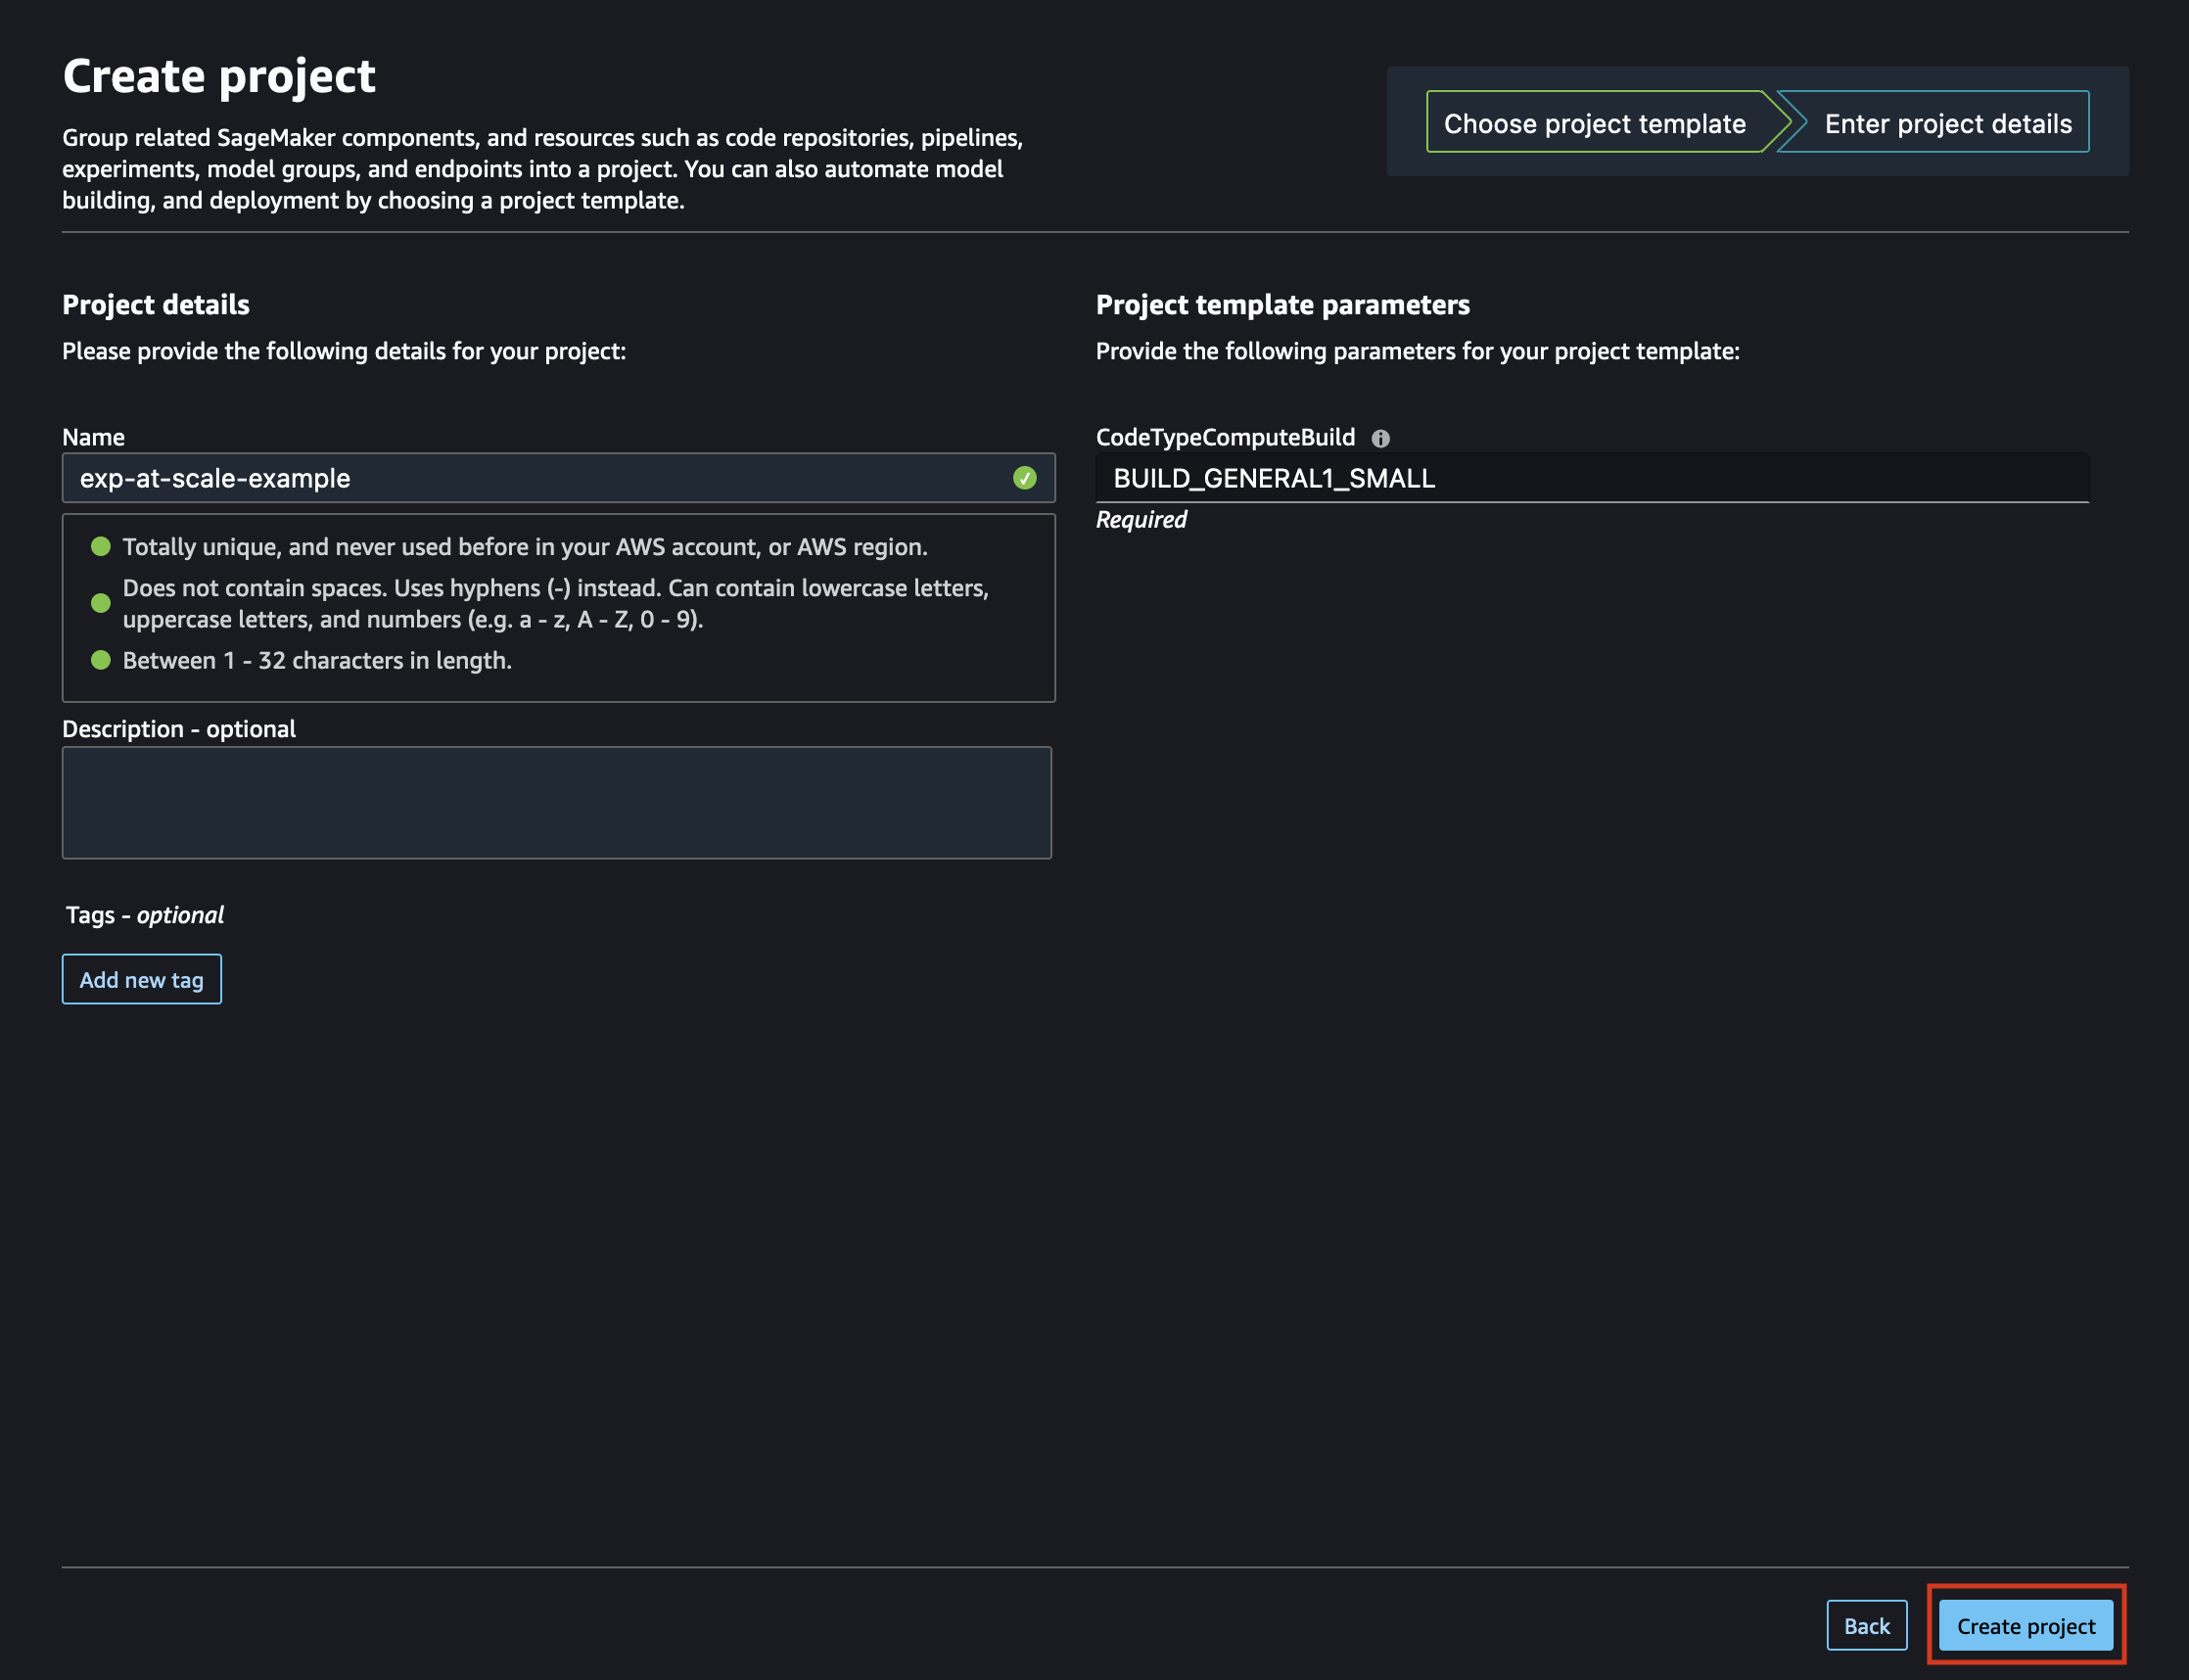 Create project
Group related SageMaker components, and resources such as code repositories, pipelines,
experiments, model groups, and endpoints into a project. You can also automate model
building, and deployment by choosing a project template.
Choose project template
Enter project details
Project details
Please provide the following details for your project:
Name
exp-at-scale-example
Totally unique, and never used before in your AWS account, or AWS region.
Does not contain spaces. Uses hyphens (-) instead. Can contain lowercase letters,
uppercase letters, and numbers (e.g. a - z, A - Z, 0 - 9).
Between 1 - 32 characters in length.
Description - optional
Tags - optional
Add new tag
Project template parameters
Provide the following parameters for your project template:
CodeTypeComputeBuild
BUILD_GENERAL1_SMALL
Required
Back
Create project